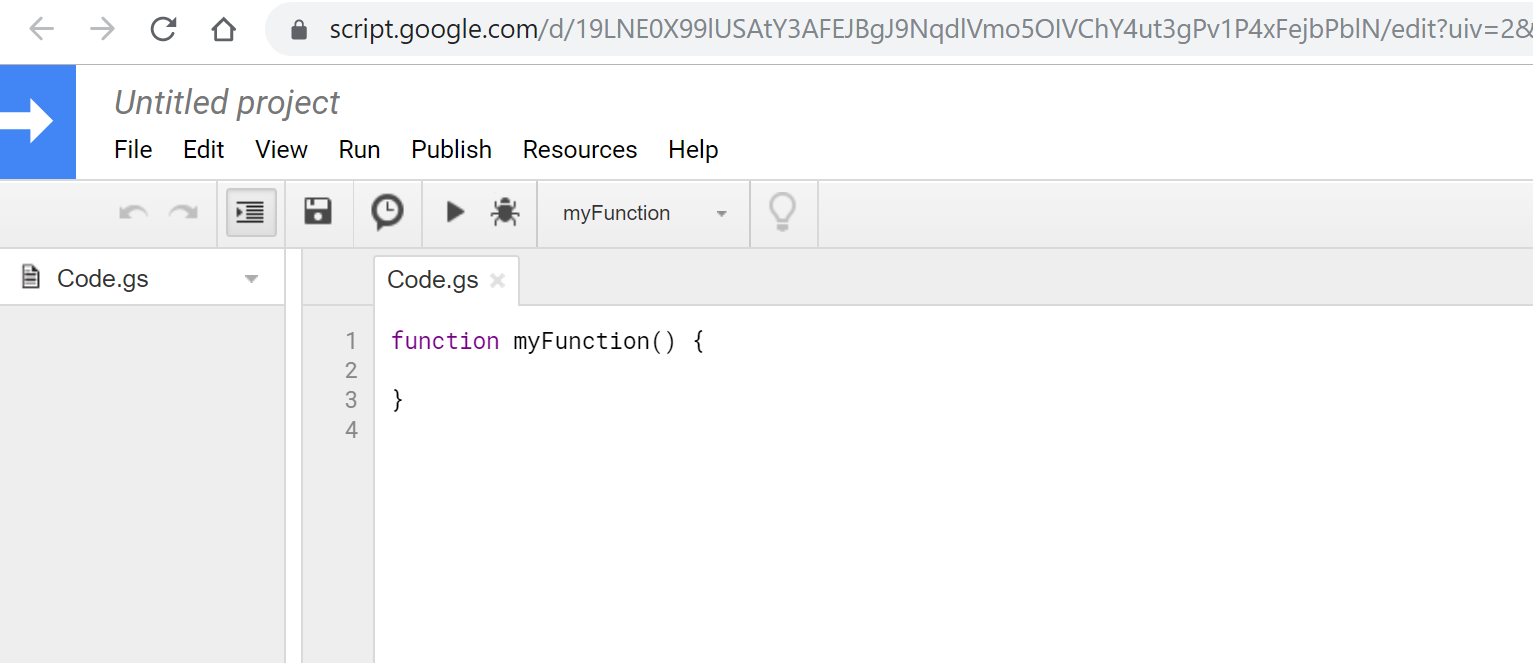 script.google.com/d/19LNE0X99lUSAtY3AFEJBgJ9NqdlVmo5OIVChY4ut3gPv1P4xFejbPblN/edit?uiv=2&
Untitled project
File Edit View Run Publish Resources Help
myFunction
Code.gs
Code.gs
1 function myFunction() {
2
3 }
4